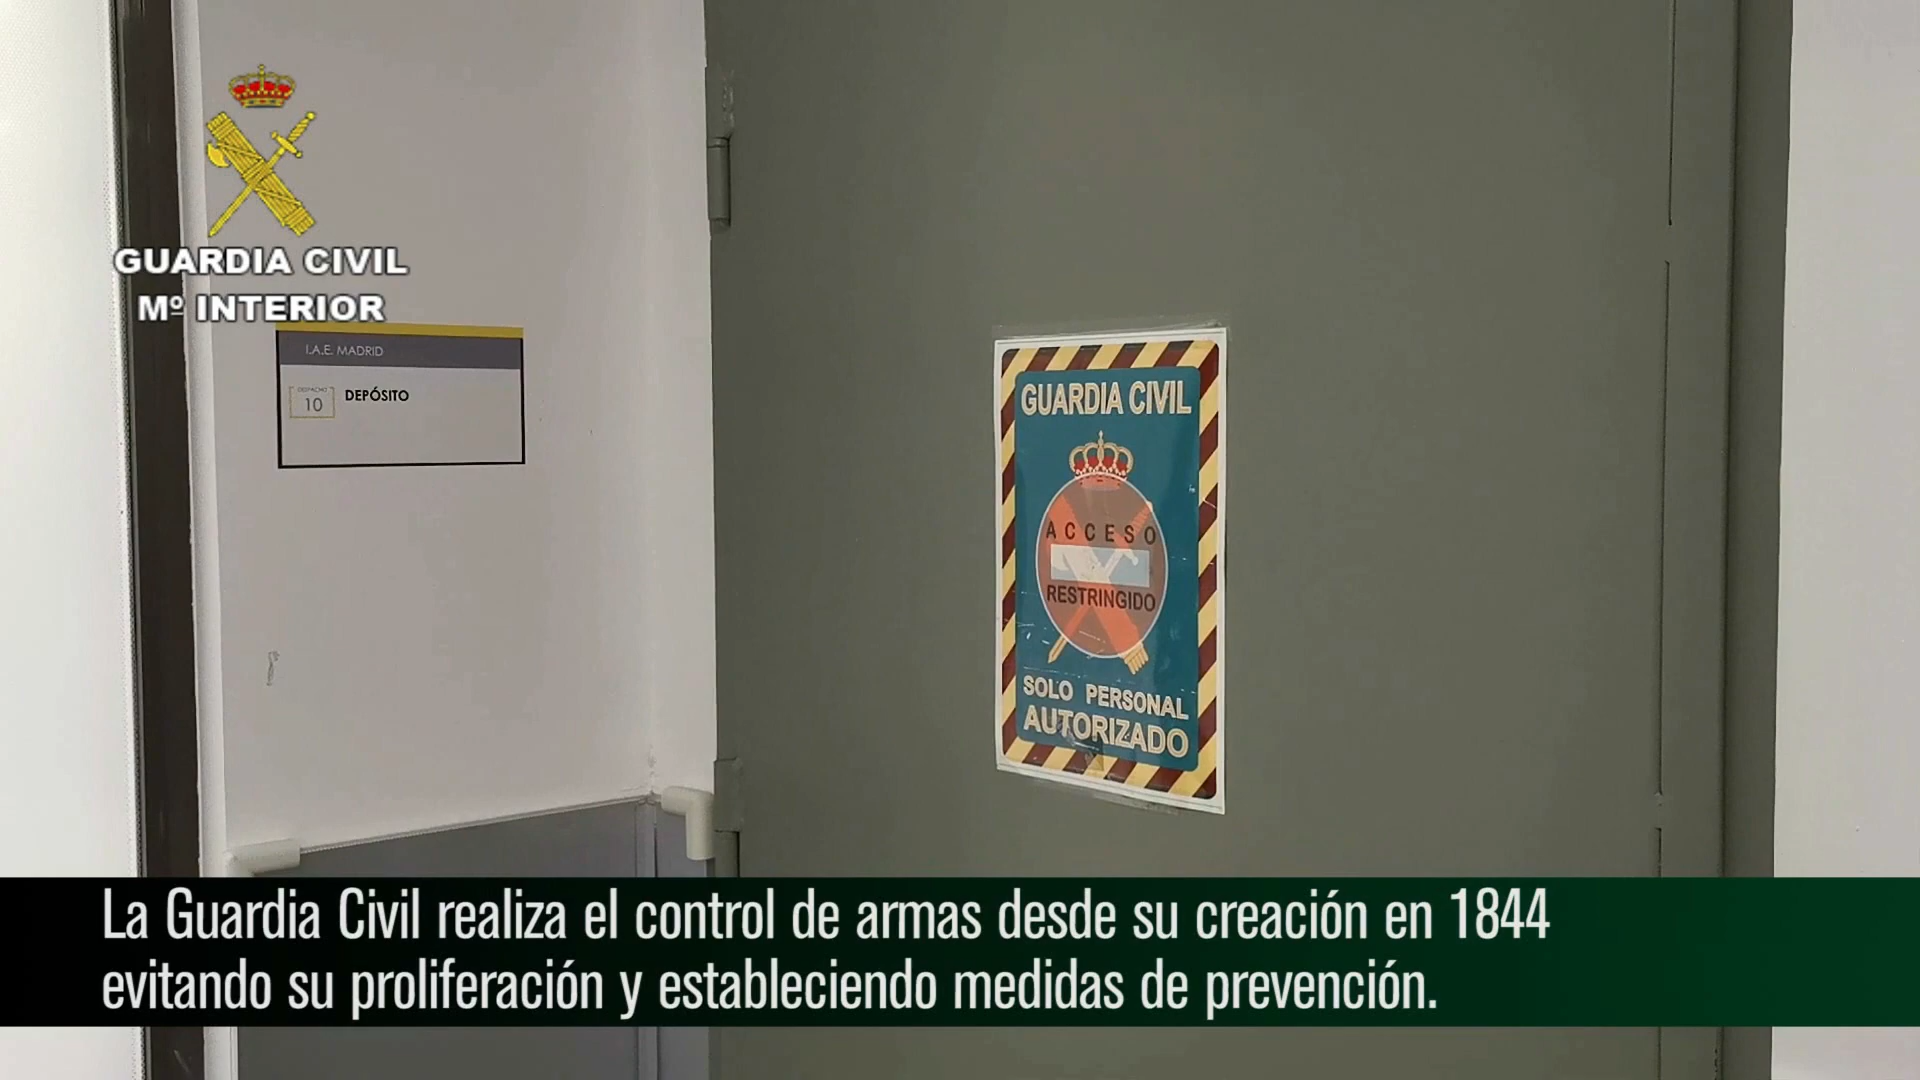 GUARDIA CIVIL
Mº INTERIOR
I.A.E. MADRID
DESPACHO
10
DEPÓSITO
GUARDIA CIVIL
ACCESO
RESTRINGIDO
SOLO PERSONAL
AUTORIZADO
La Guardia Civil realiza el control de armas desde su creación en 1844
evitando su proliferación y estableciendo medidas de prevención.